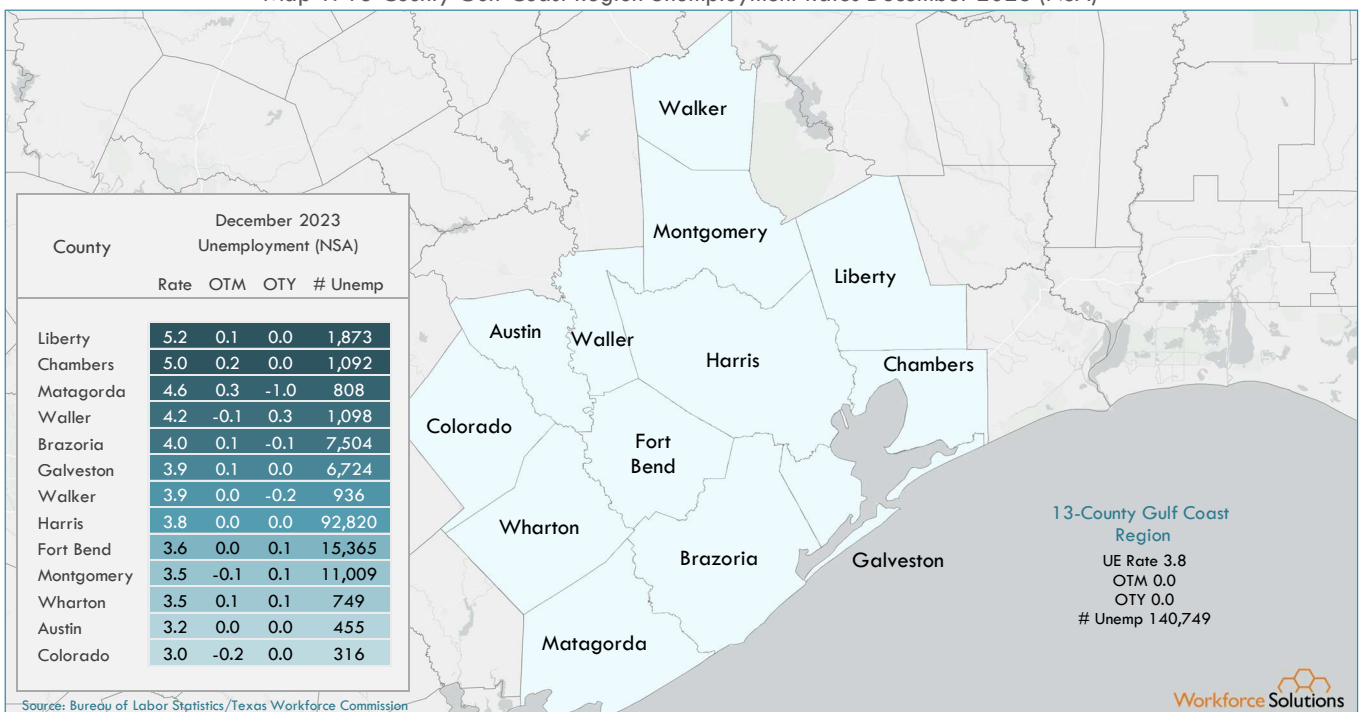 December 2023
County Unemployment (NSA)
Rate OTM OTY # Unemp
Liberty 5.2 0.1 0.0 1,873
Chambers 5.0 0.2 0.0 1,092
Matagorda 4.6 0.3 -1.0 808
Waller 4.2 -0.1 0.3 1,098
Brazoria 4.0 0.1 -0.1 7,504
Galveston 3.9 0.1 0.0 6,724
Walker 3.9 0.0 -0.2 936
Harris 3.8 0.0 0.0 92,820
Fort Bend 3.6 0.0 0.1 15,365
Montgomery 3.5 -0.1 0.1 11,009
Wharton 3.5 0.1 0.1 749
Austin 3.2 0.0 0.0 455
Colorado 3.0 -0.2 0.0 316
Source: Bureau of Labor Statistics/Texas Workforce Commission
Walker
Montgomery
Liberty
Austin
Waller
Harris
Chambers
Colorado
Fort
Bend
Wharton
Brazoria
Galveston
Matagorda
13-County Gulf Coast
Region
UE Rate 3.8
OTM 0.0
OTY 0.0
# Unemp 140,749
Workforce Solutions